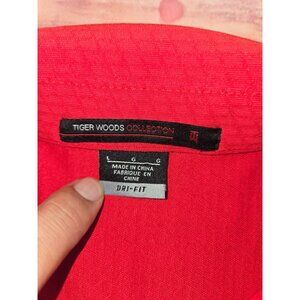 TIGER WOODS COLLECTION
L G G
MADE IN CHINA
FABRIQUE EN
CHINE
DRI-FIT